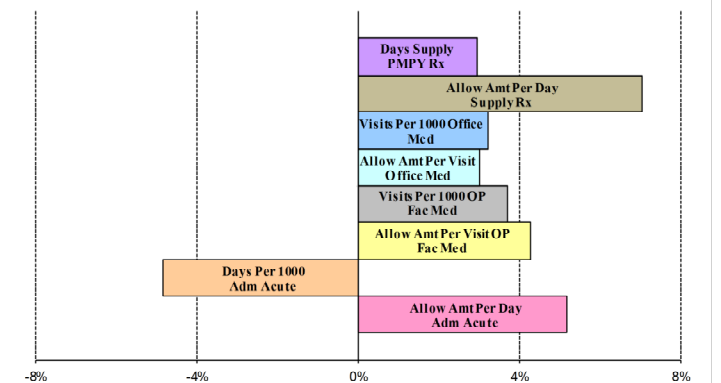 Days Supply
PMPY Rx
Allow Amt Per Day
Supply Rx
Visits Per 1000 Office
Med
Allow Amt Per Visit
Office Med
Visits Per 1000 OP
Fac Med
Allow Amt Per Visit OP
Fac Med
Days Per 1000
Adm Acute
Allow Amt Per Day
Adm Acute
-8% -4% 0% 4% 8%